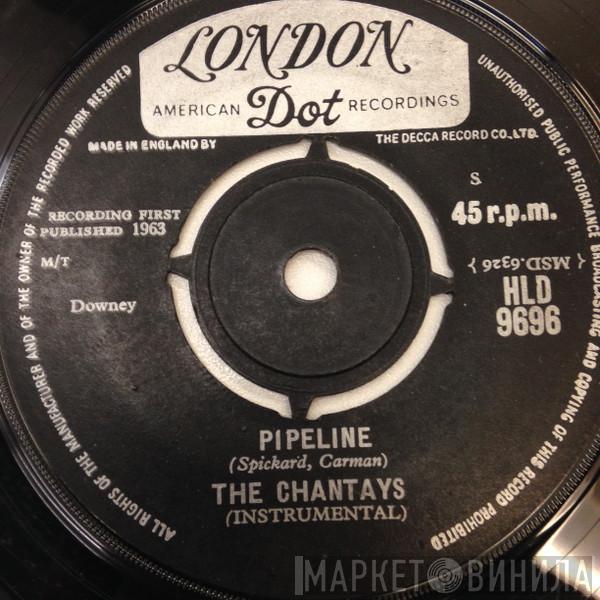 LONDON
AMERICAN Dot RECORDINGS
MADE IN ENGLAND BY
THE DECCA RECORD CO., LTD.
ALL RIGHTS OF THE MANUFACTURER AND OF THE OWNER OF THE RECORDED WORK RESERVED
UNAUTHORISED PUBLIC PERFORMANCE BROADCASTING AND COPYING OF THIS RECORD PROHIBITED
RECORDING FIRST
PUBLISHED 1963
M/T
Downey
S
45 r.p.m.
{ MSD.6326 }
HLD
9696
PIPELINE
(Spickard, Carman)
THE CHANTAYS
(INSTRUMENTAL)
МАРКЕТ ВИНИЛА